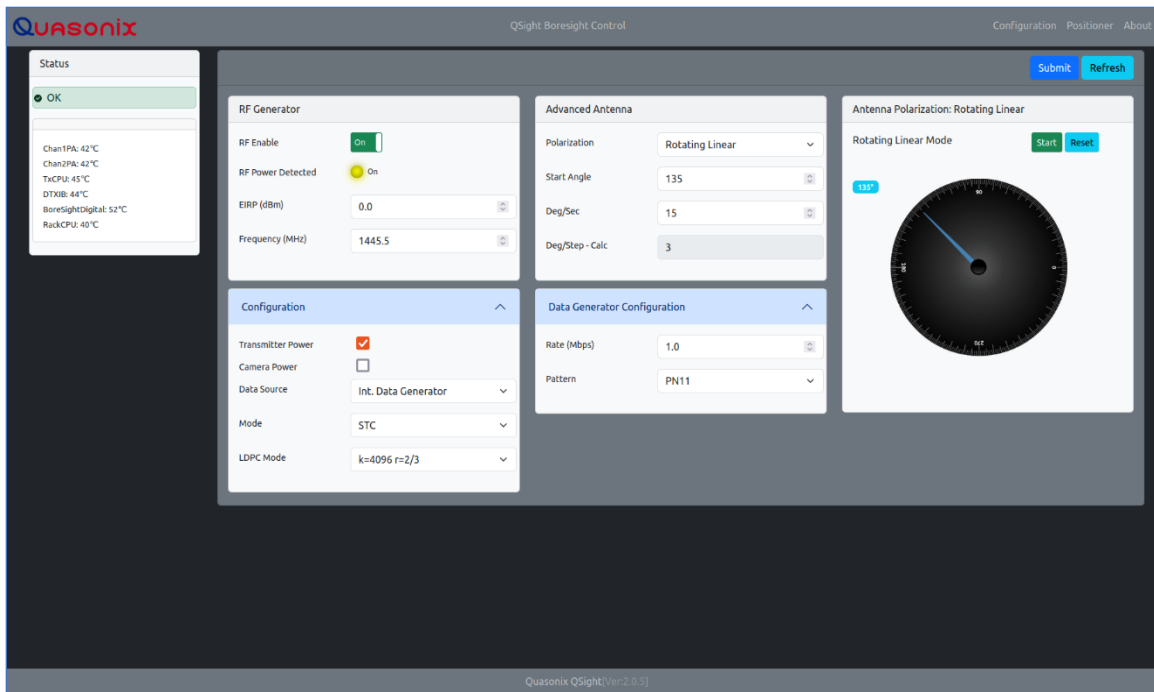 Quasonix
QSight Boresight Control
Configuration Positioner About
Status
OK
Chan1PA: 42°C
Chan2PA: 42°C
TxCPU: 45°C
DTXIB: 44°C
BoreSightDigital: 52°C
RackCPU: 40°C
Submit Refresh
RF Generator
RF Enable On
RF Power Detected On
EIRP (dBm) 0.0
Frequency (MHz) 1445.5
Advanced Antenna
Polarization Rotating Linear
Start Angle 135
Deg/Sec 15
Deg/Step - Calc 3
Antenna Polarization: Rotating Linear
Rotating Linear Mode Start Reset
135°
90
180
0
270
Configuration
Transmitter Power
Camera Power
Data Source Int. Data Generator
Mode STC
LDPC Mode k=4096 r=2/3
Data Generator Configuration
Rate (Mbps) 1.0
Pattern PN11
Quasonix QSight[Ver:2.0.5]